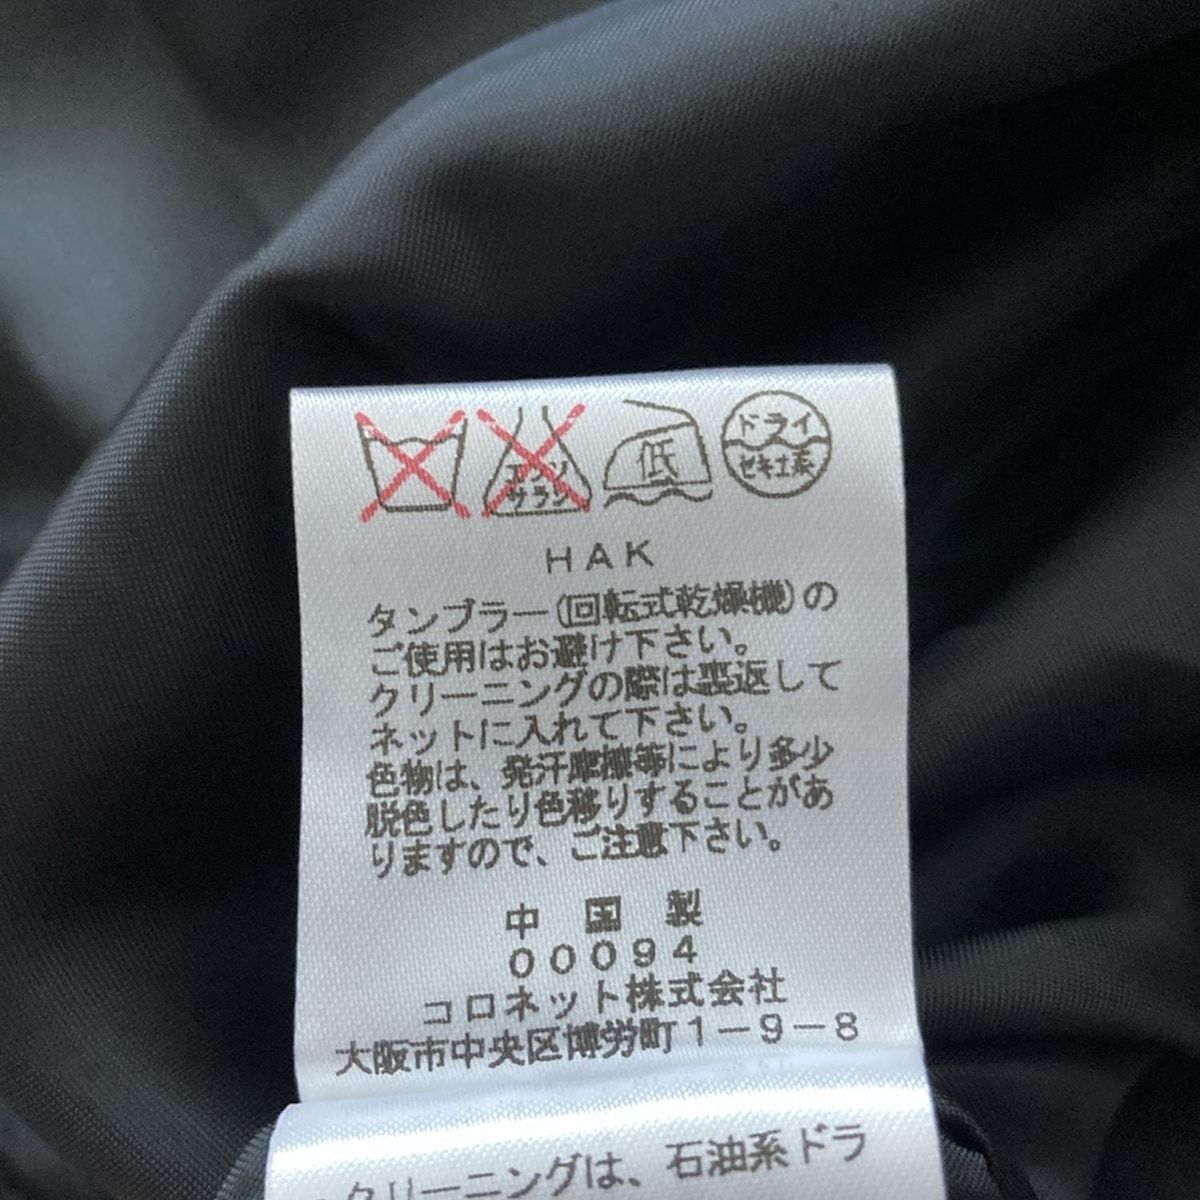 エンソ
サラシ
低
ドライ
セキユ系
HAK
タンブラー(回転式乾燥機)の
ご使用はお避け下さい。
クリーニングの際は裏返して
ネットに入れて下さい。
色物は、発汗摩擦等により多少
脱色したり色移りすることがあ
りますので、ご注意下さい。
中国製
00094
コロネット株式会社
大阪市中央区博労町1-9-8
クリーニングは、石油系ドラ